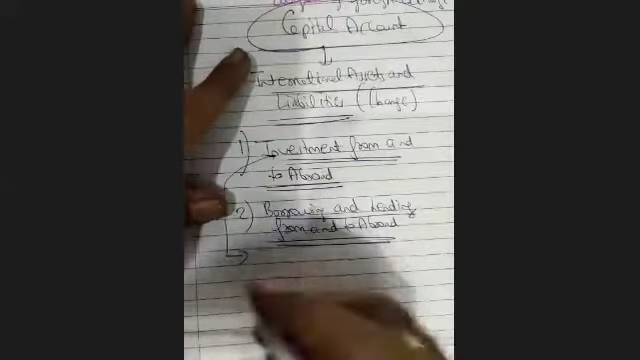 Capital Account
International Assets and
Liabilities (Change)
1) Investment from and
to Abroad
2) Borrowing and Lending
from and to Abroad